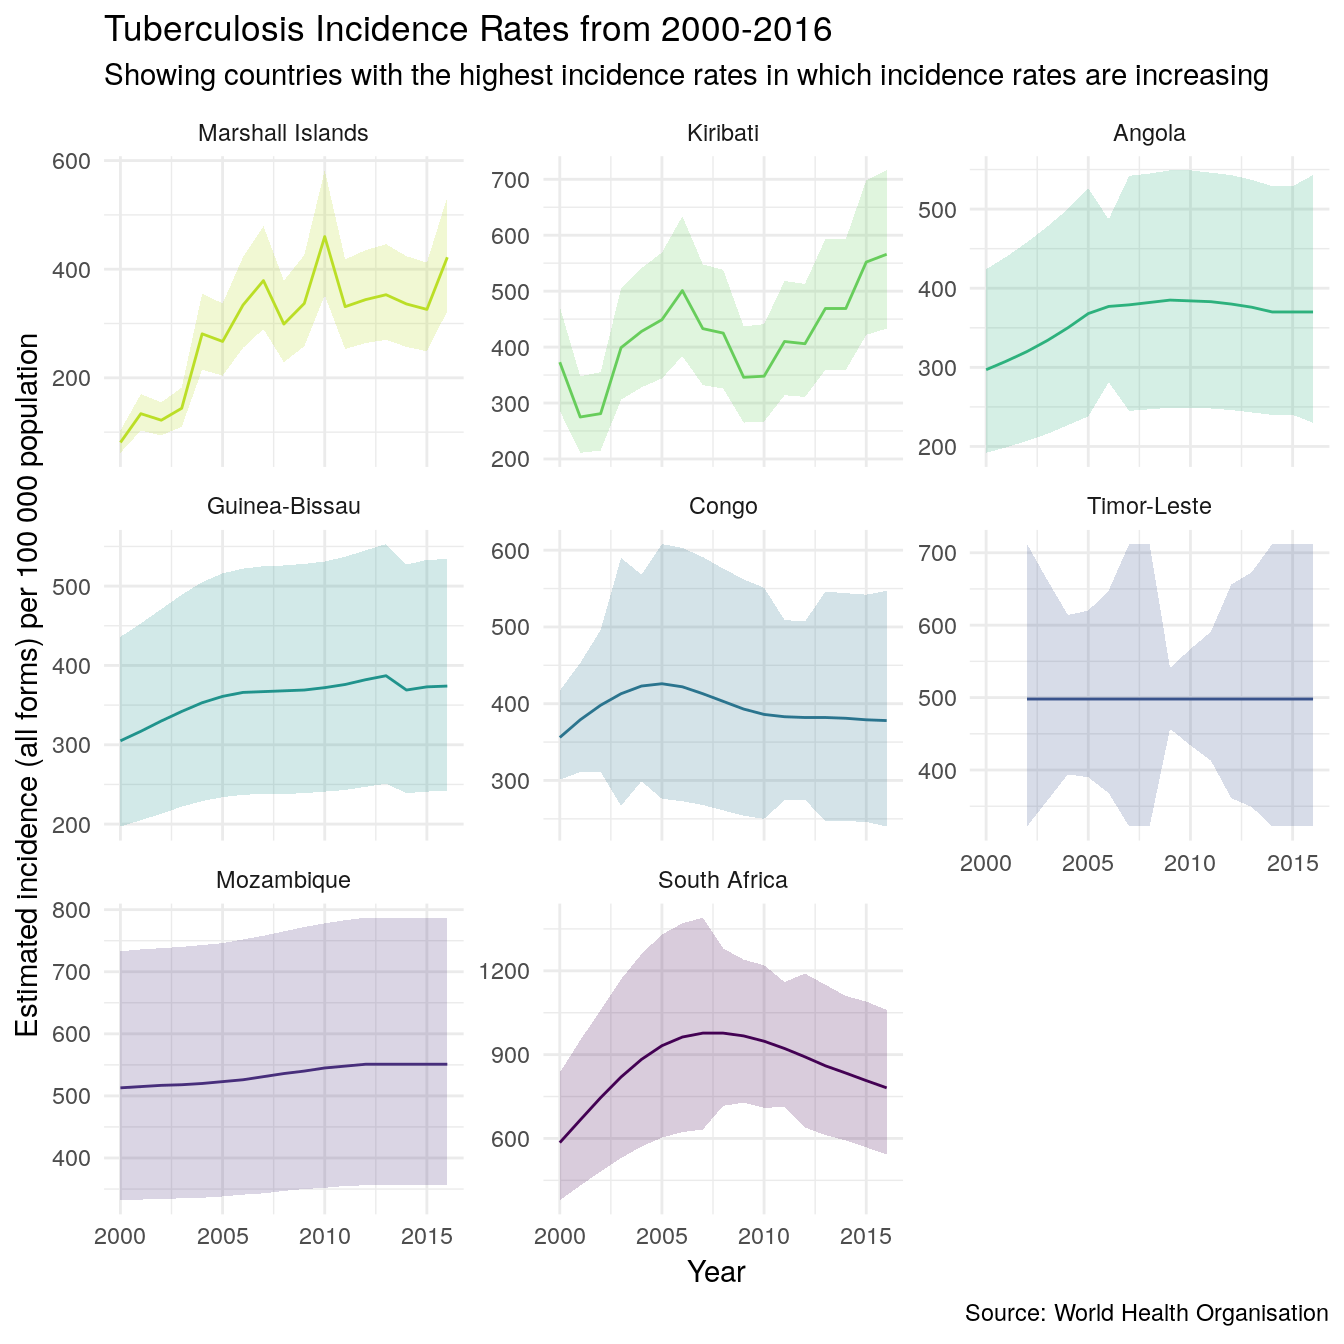 Tuberculosis Incidence Rates from 2000-2016
Showing countries with the highest incidence rates in which incidence rates are increasing
Estimated incidence (all forms) per 100 000 population
Marshall Islands
600
400
200
Kiribati
700
600
500
400
300
200
Angola
500
400
300
200
Guinea-Bissau
500
400
300
200
Congo
600
500
400
300
Timor-Leste
700
600
500
400
2000 2005 2010 2015
Mozambique
800
700
600
500
400
2000 2005 2010 2015
South Africa
1200
900
600
2000 2005 2010 2015
Year
Source: World Health Organisation